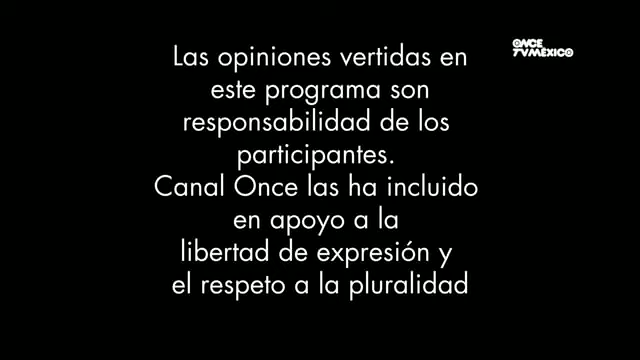 ONCE
TV MÉXICO
Las opiniones vertidas en
este programa son
responsabilidad de los
participantes.
Canal Once las ha incluido
en apoyo a la
libertad de expresión y
el respeto a la pluralidad